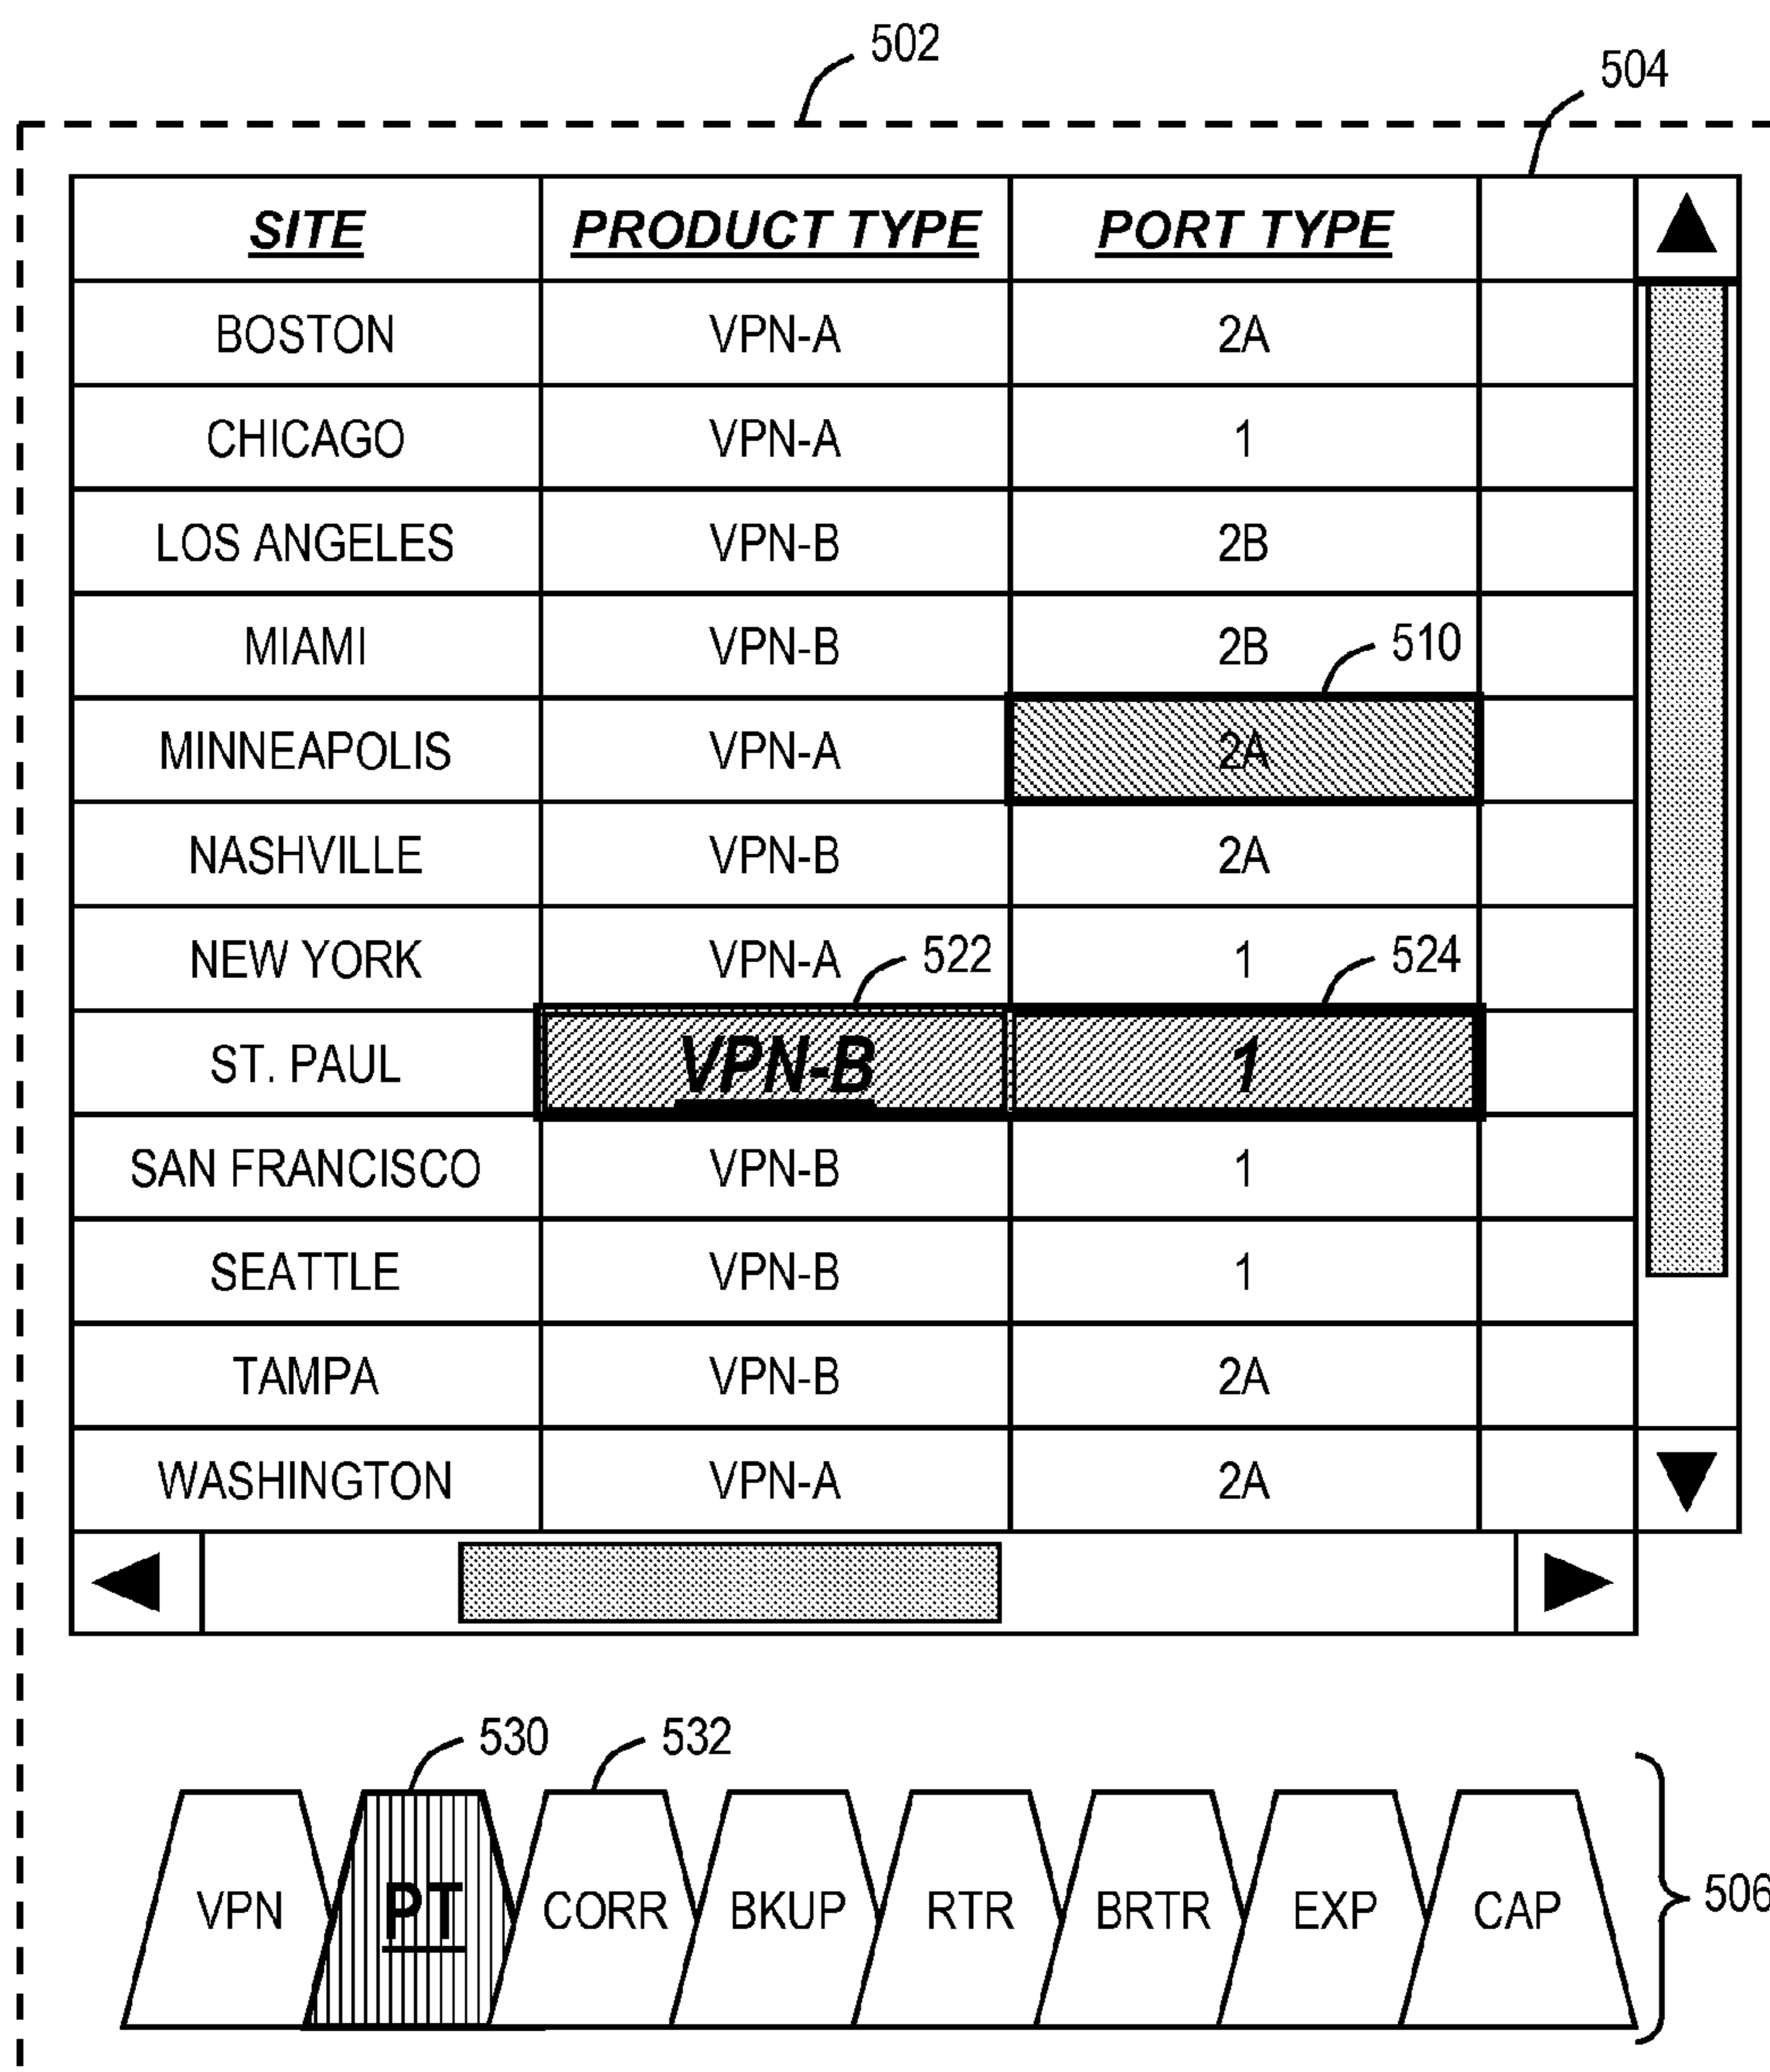 502
504
SITE PRODUCT TYPE PORT TYPE
BOSTON VPN-A 2A
CHICAGO VPN-A 1
LOS ANGELES VPN-B 2B
MIAMI VPN-B 2B 510
MINNEAPOLIS VPN-A 2A
NASHVILLE VPN-B 2A
NEW YORK VPN-A 522 1 524
ST. PAUL VPN-B 1
SAN FRANCISCO VPN-B 1
SEATTLE VPN-B 1
TAMPA VPN-B 2A
WASHINGTON VPN-A 2A
530 532
VPN PT CORR BKUP RTR BRTR EXP CAP 506